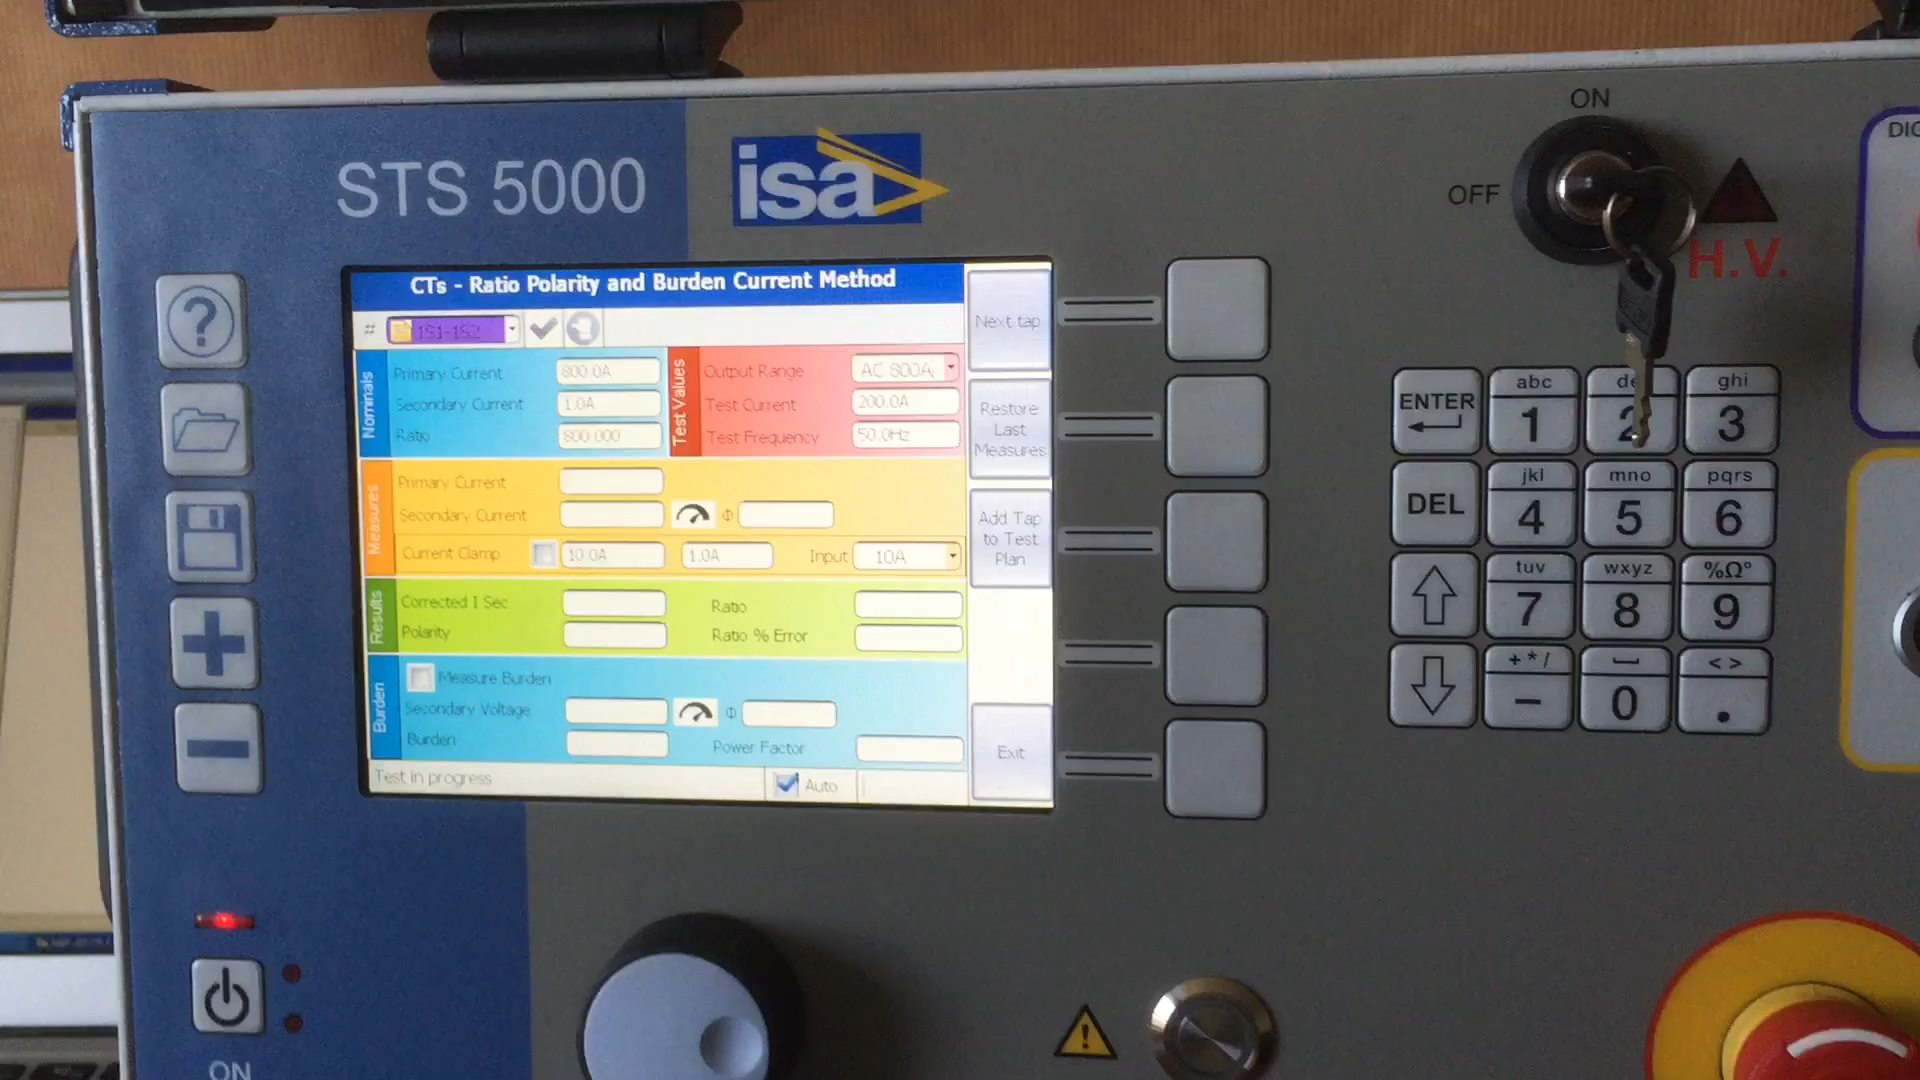 ON
OFF
H.V.
STS 5000
isa
CTs - Ratio Polarity and Burden Current Method
# 1S1-1S2
Nominals
Primary Current 800.0A
Secondary Current 1.0A
Ratio 800.000
Test Values
Output Range AC 800A
Test Current 200.0A
Test Frequency 50.0Hz
Measures
Primary Current
Secondary Current Φ
Current Clamp 10.0A 1.0A Input 10A
Results
Corrected I Sec Ratio
Polarity Ratio % Error
Burden
Measure Burden
Secondary Voltage Φ
Burden Power Factor
Test in progress Auto
Next tap
Restore
Last
Measures
Add Tap
to Test
Plan
Exit
ENTER
abc
1
2
ghi
3
DEL
jkl
4
mno
5
pqrs
6
tuv
7
wxyz
8
%Ω°
9
+*/
-
0
< >
.
ON